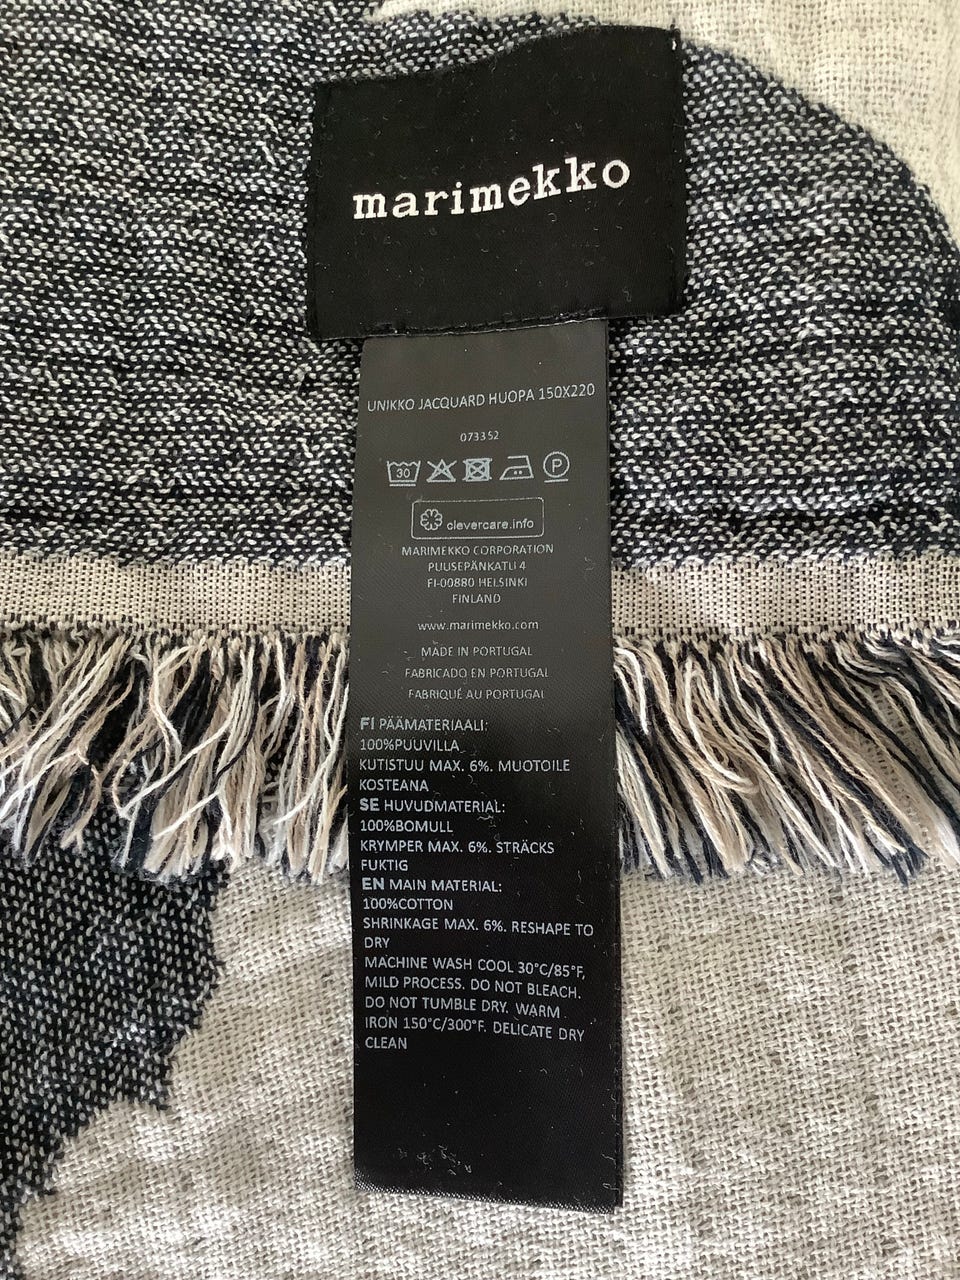 marimekko
UNIKKO JACQUARD HUOPA 150X220
073352
30 P
clevercare.info
MARIMEKKO CORPORATION
PUUSEPÄNKATU 4
FI-00880 HELSINKI
FINLAND
www.marimekko.com
MADE IN PORTUGAL
FABRICADO EN PORTUGAL
FABRIQUÉ AU PORTUGAL
FI PÄÄMATERIAALI:
100%PUUVILLA
KUTISTUU MAX. 6%. MUOTOILE
KOSTEANA
SE HUVUDMATERIAL:
100%BOMULL
KRYMPER MAX. 6%. STRÄCKS
FUKTIG
EN MAIN MATERIAL:
100%COTTON
SHRINKAGE MAX. 6%. RESHAPE TO
DRY
MACHINE WASH COOL 30°C/85°F,
MILD PROCESS. DO NOT BLEACH.
DO NOT TUMBLE DRY. WARM
IRON 150°C/300°F. DELICATE DRY
CLEAN